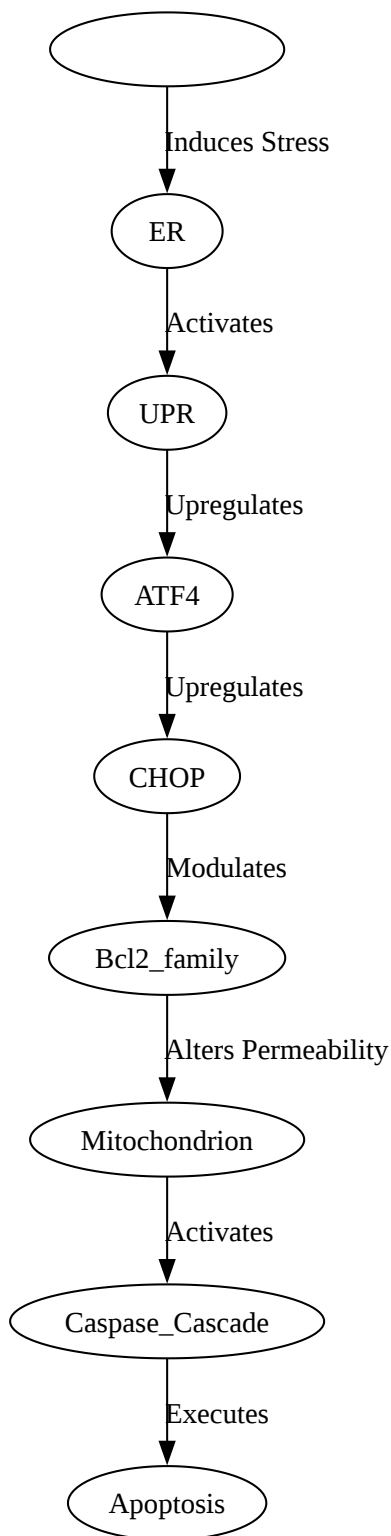 Induces Stress
ER
Activates
UPR
Upregulates
ATF4
Upregulates
CHOP
Modulates
Bcl2_family
Alters Permeability
Mitochondrion
Activates
Caspase_Cascade
Executes
Apoptosis